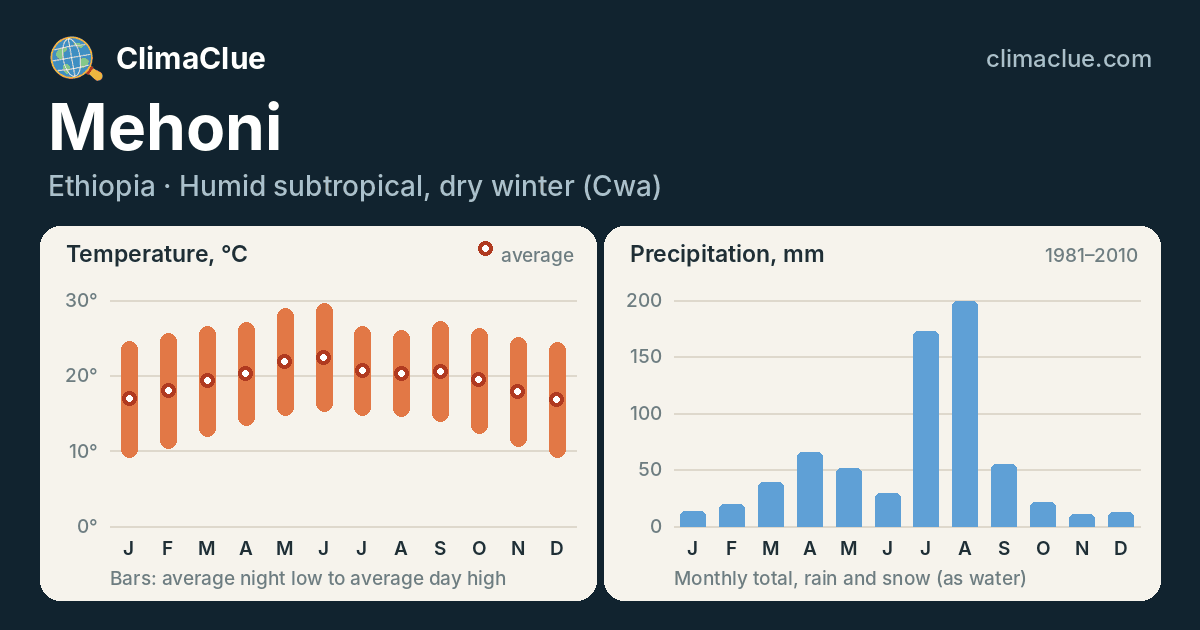 ClimaClue
climaclue.com
Mehoni
Ethiopia · Humid subtropical, dry winter (Cwa)
Temperature, °C
average
30°
20°
10°
0°
J F M A M J J A S O N D
Bars: average night low to average day high
Precipitation, mm
1981–2010
200
150
100
50
0
J F M A M J J A S O N D
Monthly total, rain and snow (as water)